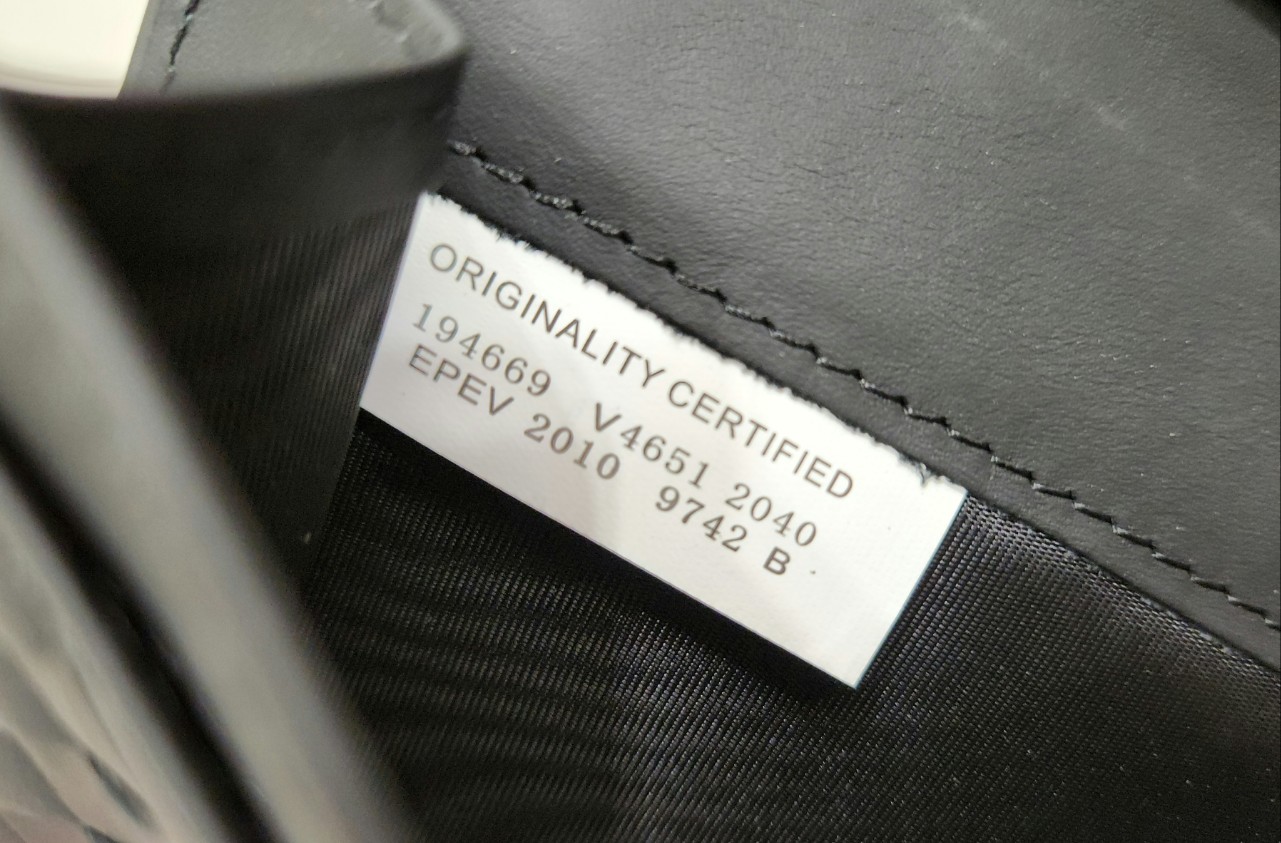 ORIGINALITY CERTIFIED
194669 V4651 2040
EPEV 2010 9742 B